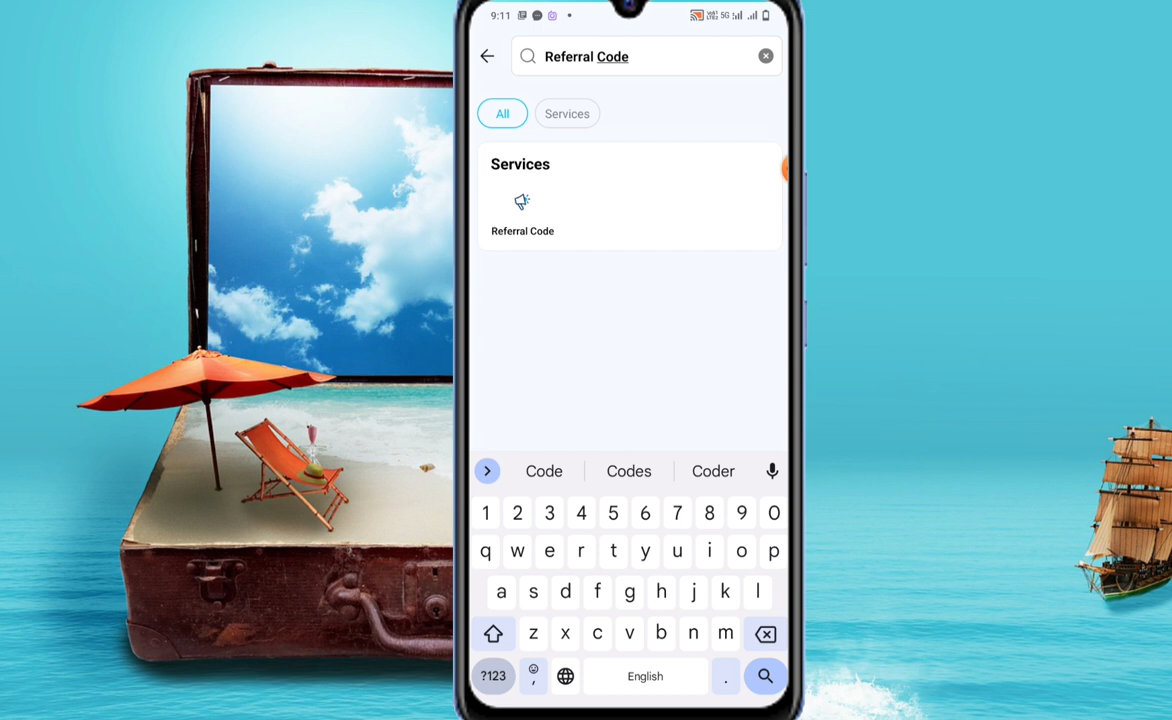 9:11
5G
Referral Code
All
Services
Services
Referral Code
Code Codes Coder
1 2 3 4 5 6 7 8 9 0
q w e r t y u i o p
a s d f g h j k l
z x c v b n m
?123 , English .